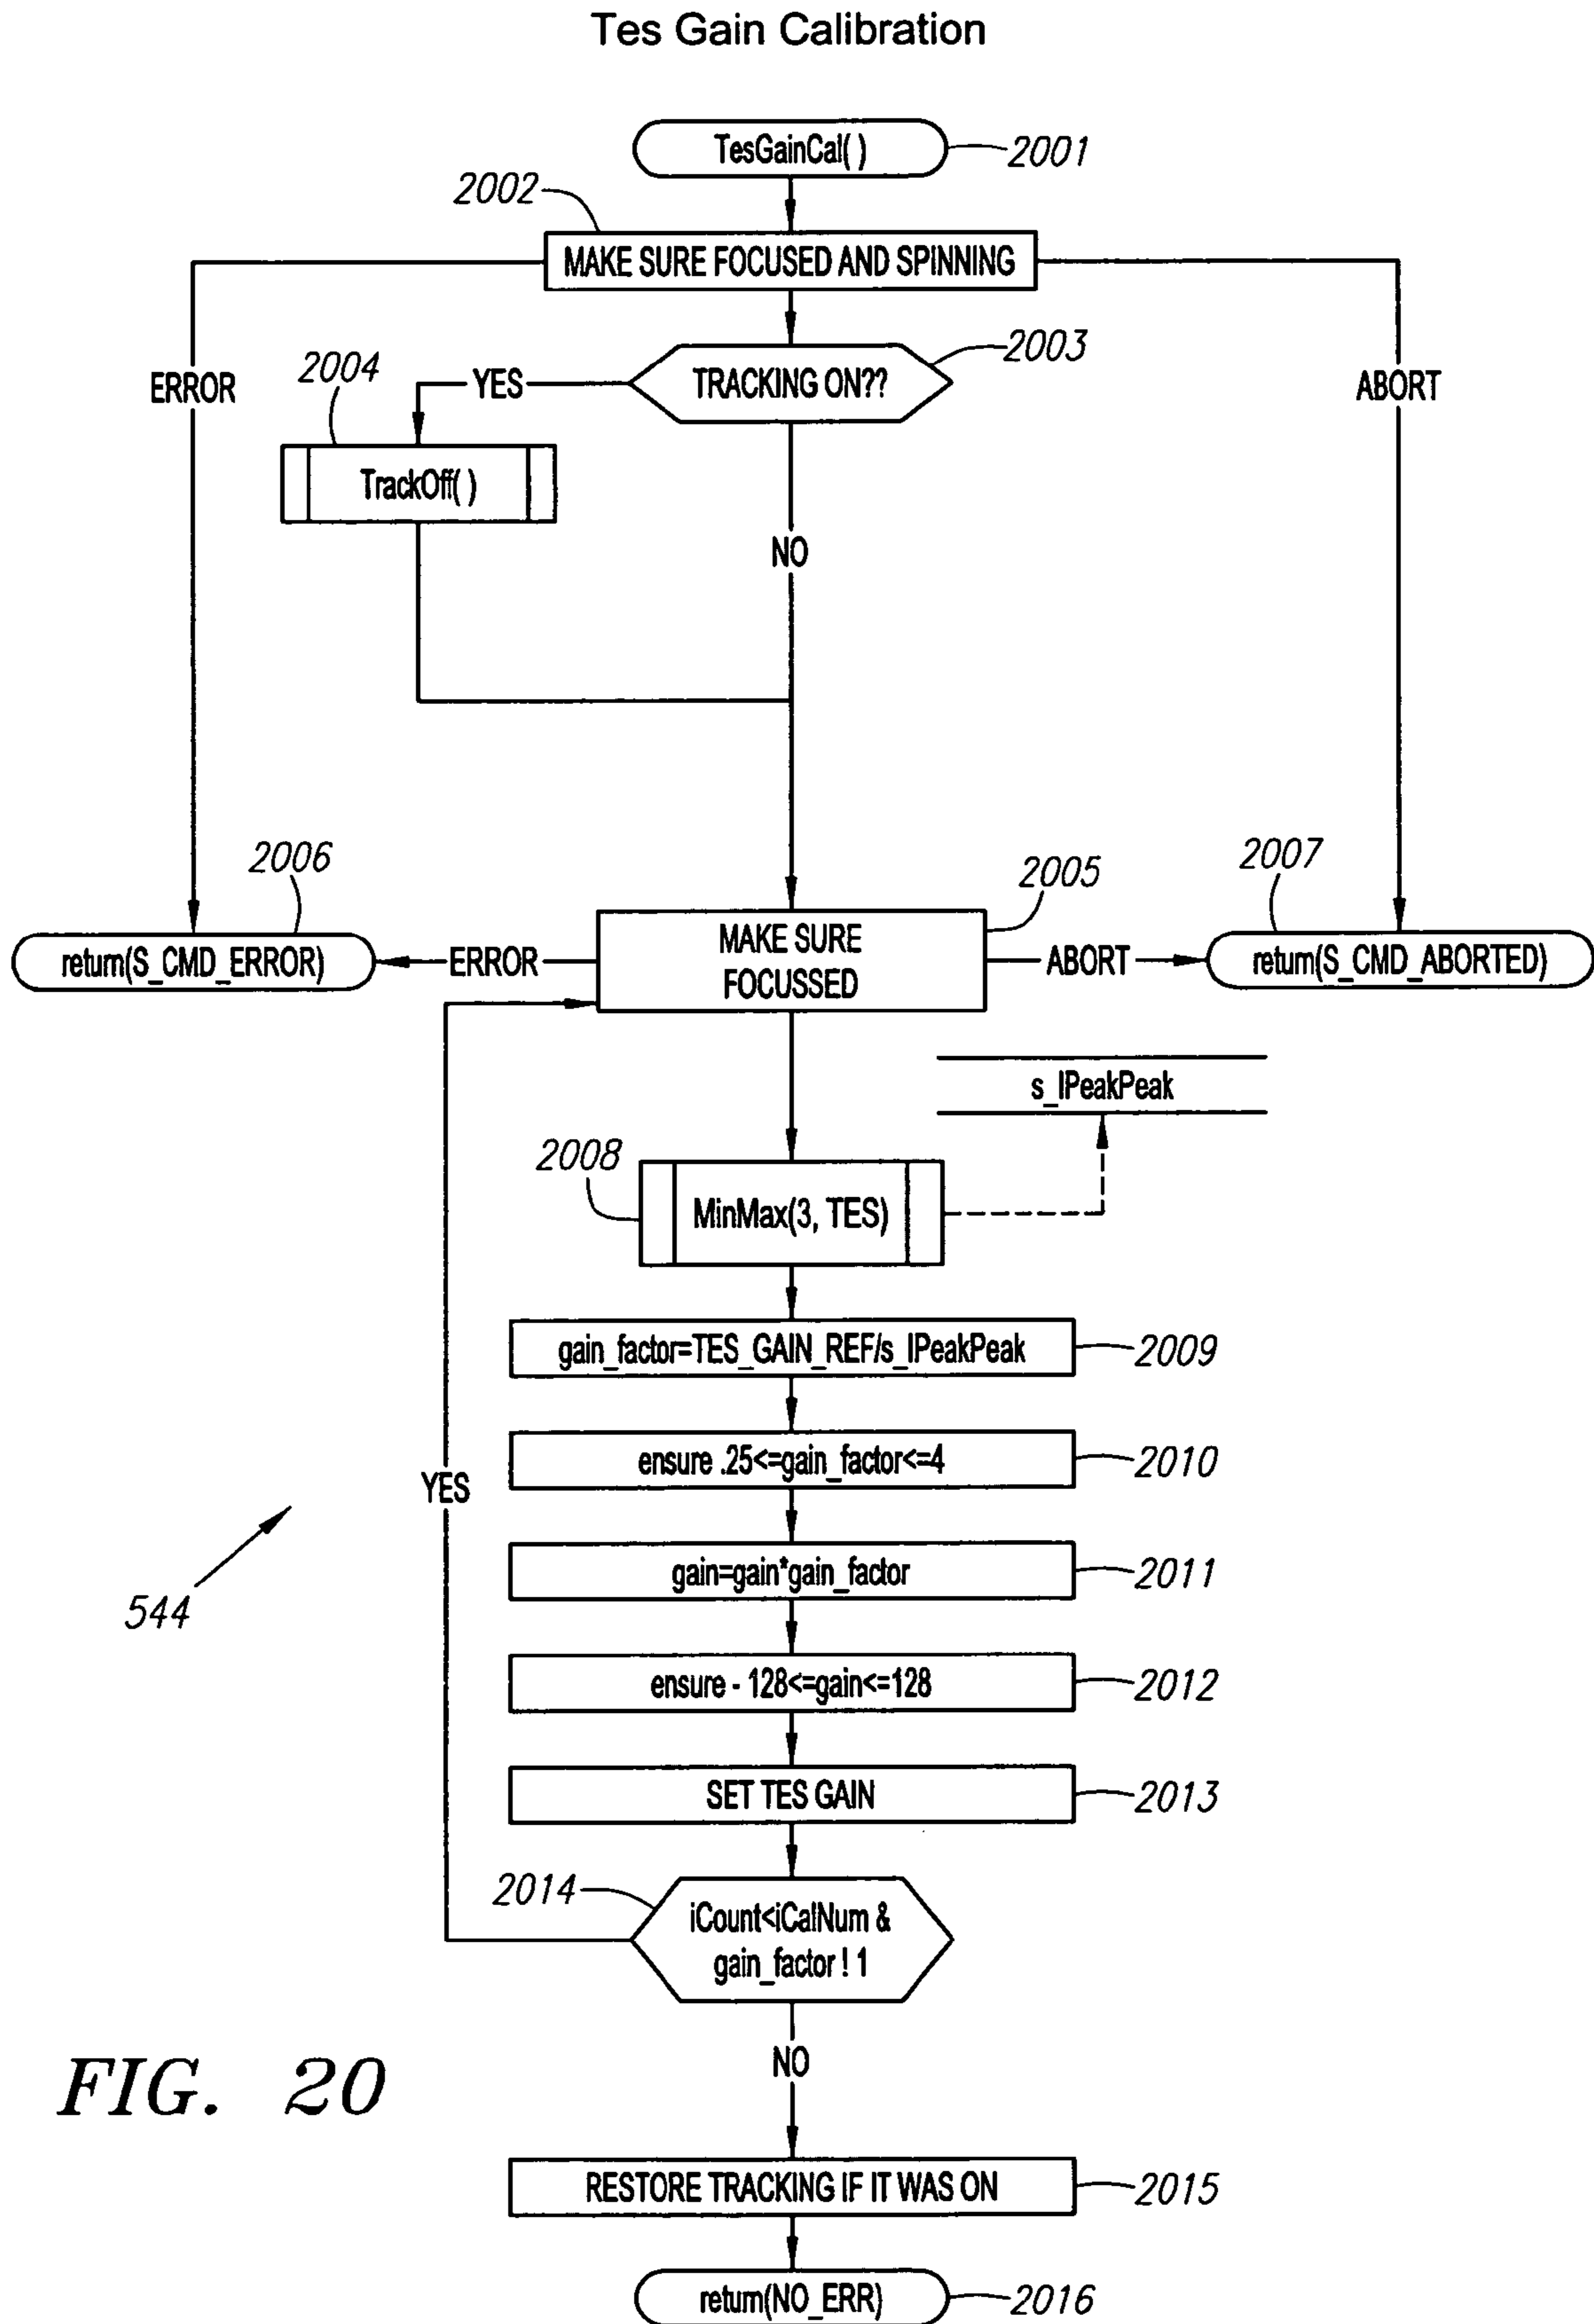 Tes Gain Calibration
TesGainCal( )
2001
2002
MAKE SURE FOCUSED AND SPINNING
2003
TRACKING ON??
YES
2004
ERROR
ABORT
TrackOff( )
NO
2006
2005
2007
return(S_CMD_ERROR)
ERROR
MAKE SURE
FOCUSSED
ABORT
return(S_CMD_ABORTED)
s_lPeakPeak
2008
MinMax(3, TES)
gain_factor=TES_GAIN_REF/s_lPeakPeak
2009
ensure .25<=gain_factor<=4
2010
YES
gain=gain*gain_factor
2011
544
ensure - 128<=gain<=128
2012
SET TES GAIN
2013
2014
iCount<iCalNum &
gain_factor ! 1
NO
FIG. 20
RESTORE TRACKING IF IT WAS ON
2015
return(NO_ERR)
2016